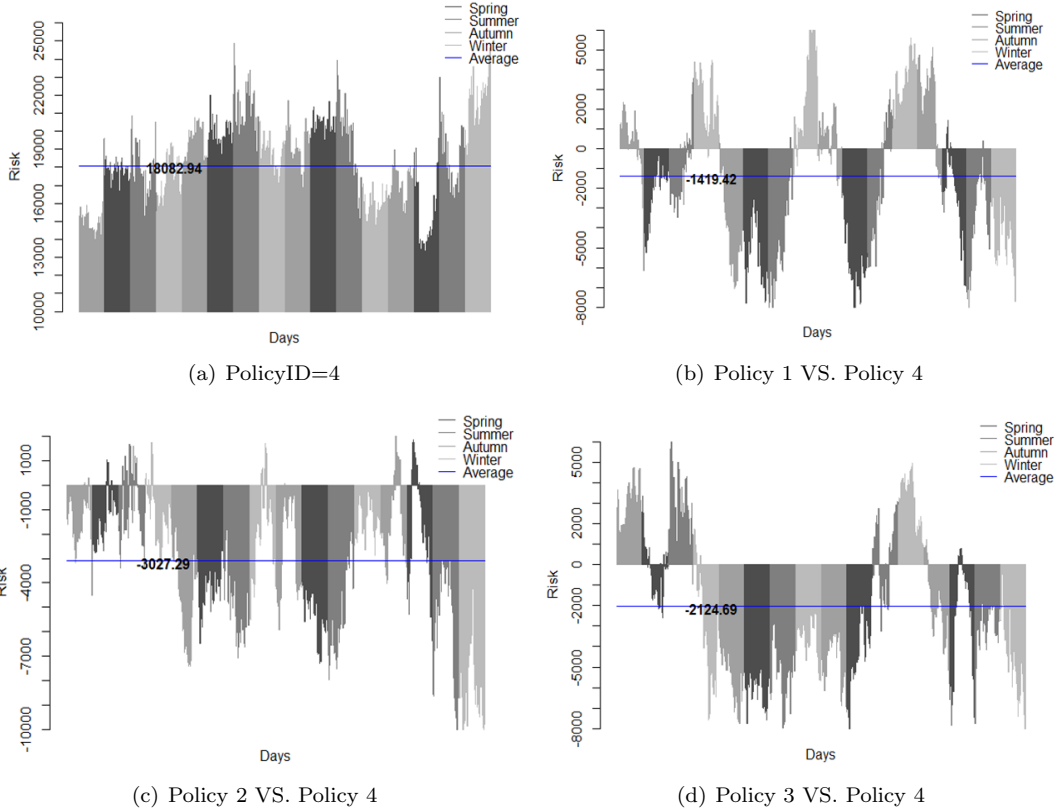 Spring
Summer
Autumn
Winter
Average
25000
22000
19000
16000
13000
10000
Risk
18082.94
Days
(a) PolicyID=4
Spring
Summer
Autumn
Winter
Average
6000
2000
0
-2000
-5000
-8000
Risk
-1419.42
Days
(b) Policy 1 VS. Policy 4
Spring
Summer
Autumn
Winter
Average
1000
-1000
-4000
-7000
-10000
Risk
-3027.29
Days
(c) Policy 2 VS. Policy 4
Spring
Summer
Autumn
Winter
Average
5000
2000
0
-2000
-5000
-8000
Risk
-2124.69
Days
(d) Policy 3 VS. Policy 4